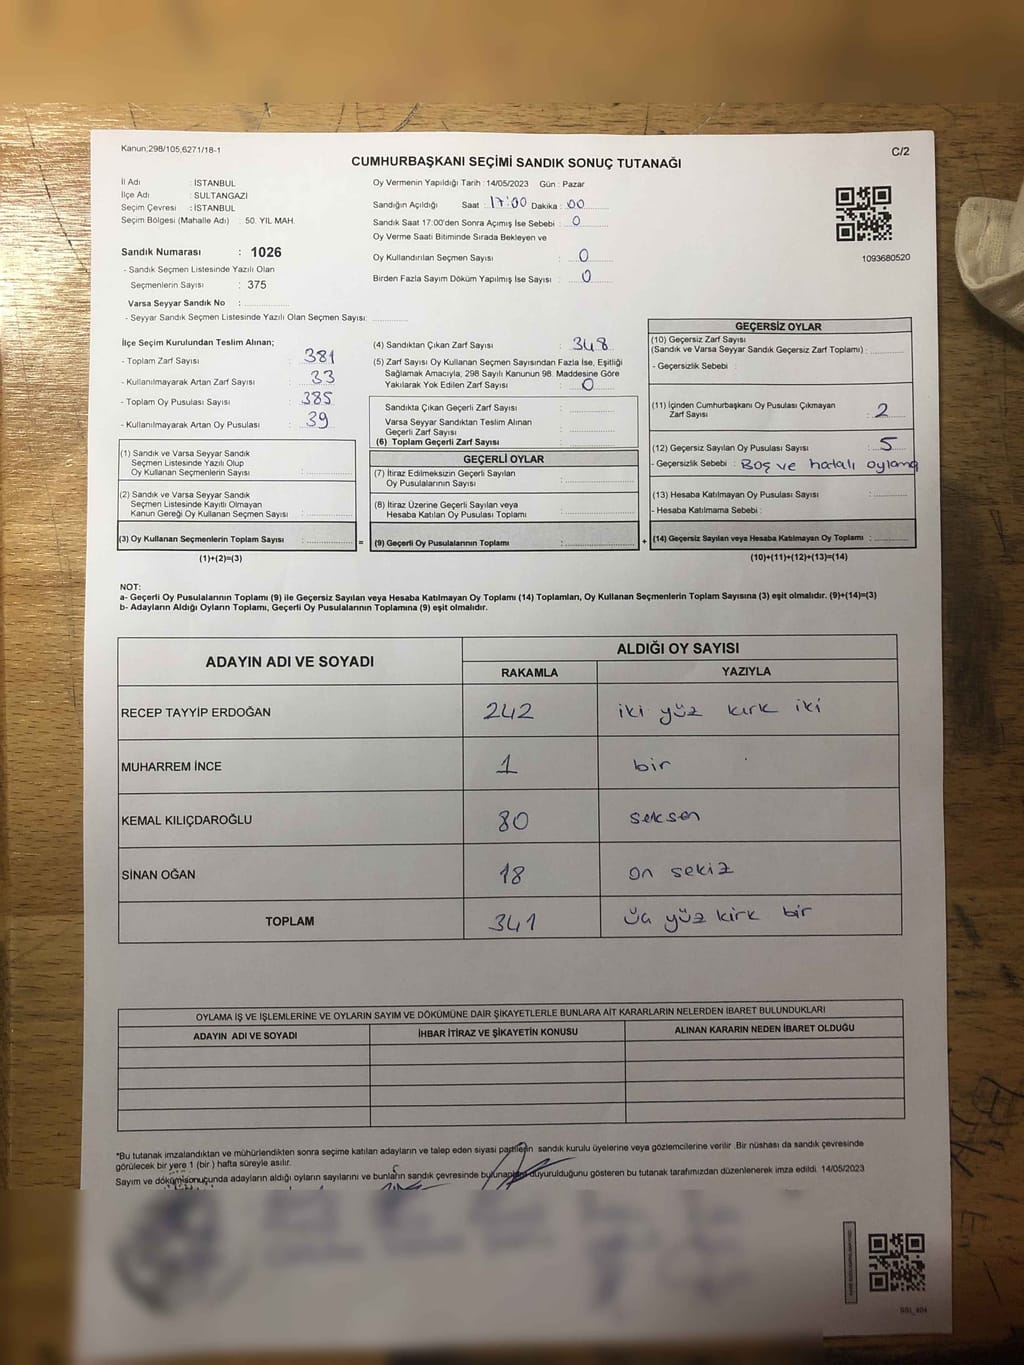 Kanun;298/105,6271/18-1
C/2
CUMHURBAŞKANI SEÇİMİ SANDIK SONUÇ TUTANAĞI
İl Adı : İSTANBUL
İlçe Adı : SULTANGAZI
Seçim Çevresi : İSTANBUL
Seçim Bölgesi (Mahalle Adı) : 50. YIL MAH.
Sandık Numarası : 1026
- Sandık Seçmen Listesinde Yazılı Olan
Seçmenlerin Sayısı : 375
Varsa Seyyar Sandık No :
- Seyyar Sandık Seçmen Listesinde Yazılı Olan Seçmen Sayısı:
Oy Vermenin Yapıldığı Tarih : 14/05/2023 Gün : Pazar
Sandığın Açıldığı Saat : 17:00 Dakika : 00
Sandık Saat 17:00'den Sonra Açımış İse Sebebi : 0
Oy Verme Saati Bitiminde Sırada Bekleyen ve
Oy Kullandırılan Seçmen Sayısı : 0
Birden Fazla Sayım Döküm Yapılmış İse Sayısı : 0
1093680520
İlçe Seçim Kurulundan Teslim Alınan;
- Toplam Zarf Sayısı : 381
- Kullanılmayarak Artan Zarf Sayısı : 33
- Toplam Oy Pusulası Sayısı : 385
- Kullanılmayarak Artan Oy Pusulası : 39
(4) Sandıktan Çıkan Zarf Sayısı : 348
(5) Zarf Sayısı Oy Kullanan Seçmen Sayısından Fazla İse, Eşitliği
Sağlamak Amacıyla, 298 Sayılı Kanunun 98. Maddesine Göre
Yakılarak Yok Edilen Zarf Sayısı : 0
Sandıkta Çıkan Geçerli Zarf Sayısı :
Varsa Seyyar Sandıktan Teslim Alınan
Geçerli Zarf Sayısı :
(6) Toplam Geçerli Zarf Sayısı :
GEÇERSİZ OYLAR
(10) Geçersiz Zarf Sayısı
(Sandık ve Varsa Seyyar Sandık Geçersiz Zarf Toplamı) :
- Geçersizlik Sebebi :
(11) İçinden Cumhurbaşkanı Oy Pusulası Çıkmayan
Zarf Sayısı : 2
(12) Geçersiz Sayılan Oy Pusulası Sayısı : 5
- Geçersizlik Sebebi : Boş ve hatalı oylama
(13) Hesaba Katılmayan Oy Pusulası Sayısı :
- Hesaba Katılmama Sebebi :
(14) Geçersiz Sayılan veya Hesaba Katılmayan Oy Toplamı :
(10)+(11)+(12)+(13)=(14)
(1) Sandık ve Varsa Seyyar Sandık
Seçmen Listesinde Yazılı Olup
Oy Kullanan Seçmenlerin Sayısı :
(2) Sandık ve Varsa Seyyar Sandık
Seçmen Listesinde Kayıtlı Olmayan
Kanun Gereği Oy Kullanan Seçmen Sayısı :
(3) Oy Kullanan Seçmenlerin Toplam Sayısı : =
(1)+(2)=(3)
GEÇERLİ OYLAR
(7) İtiraz Edilmeksizin Geçerli Sayılan
Oy Pusulalarının Sayısı :
(8) İtiraz Üzerine Geçerli Sayılan veya
Hesaba Katılan Oy Pusulası Toplamı :
(9) Geçerli Oy Pusulalarının Toplamı : +
NOT:
a- Geçerli Oy Pusulalarının Toplamı (9) ile Geçersiz Sayılan veya Hesaba Katılmayan Oy Toplamı (14) Toplamları, Oy Kullanan Seçmenlerin Toplam Sayısına (3) eşit olmalıdır. (9)+(14)=(3)
b- Adayların Aldığı Oyların Toplamı, Geçerli Oy Pusulalarının Toplamına (9) eşit olmalıdır.
ADAYIN ADI VE SOYADI ALDIĞI OY SAYISI
RAKAMLA YAZIYLA
RECEP TAYYİP ERDOĞAN 242 iki yüz kırk iki
MUHARREM İNCE 1 bir
KEMAL KILIÇDAROĞLU 80 seksen
SİNAN OĞAN 18 on sekiz
TOPLAM 341 üç yüz kırk bir
OYLAMA İŞ VE İŞLEMLERİNE VE OYLARIN SAYIM VE DÖKÜMÜNE DAİR ŞİKAYETLERLE BUNLARA AİT KARARLARIN NELERDEN İBARET BULUNDUKLARI
ADAYIN ADI VE SOYADI İHBAR İTİRAZ VE ŞİKAYETİN KONUSU ALINAN KARARIN NEDEN İBARET OLDUĞU
*Bu tutanak imzalandıktan ve mühürlendikten sonra seçime katılan adayların ve talep eden siyasi partilerin sandık kurulu üyelerine veya gözlemcilerine verilir .Bir nüshası da sandık çevresinde
görülecek bir yere 1 (bir ) hafta süreyle asılır.
Sayım ve dökümü sonucunda adayların aldığı oyların sayılarını ve bunların sandık çevresinde duyurulduğunu gösteren bu tutanak tarafımızdan düzenlenerek imza edildi. 14/05/2023